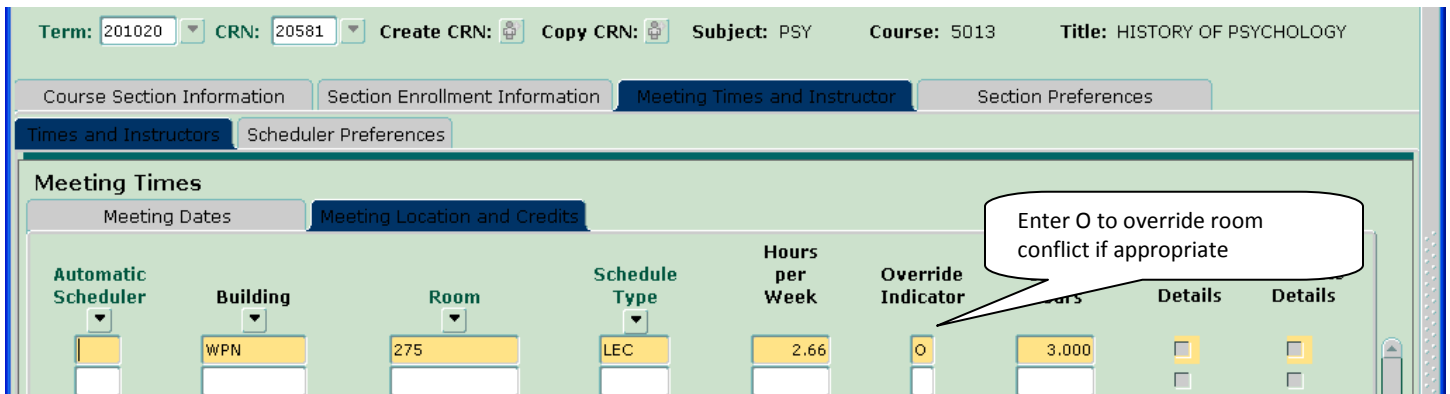 Term: 201020 CRN: 20581 Create CRN: Copy CRN: Subject: PSY Course: 5013 Title: HISTORY OF PSYCHOLOGY
Course Section Information Section Enrollment Information Meeting Times and Instructor Section Preferences
Times and Instructors Scheduler Preferences
Meeting Times
Meeting Dates Meeting Location and Credits
Enter O to override room
conflict if appropriate
Automatic Scheduler Building Room Schedule Type Hours per Week Override Indicator Details Details
WPN 275 LEC 2.66 O 3.000